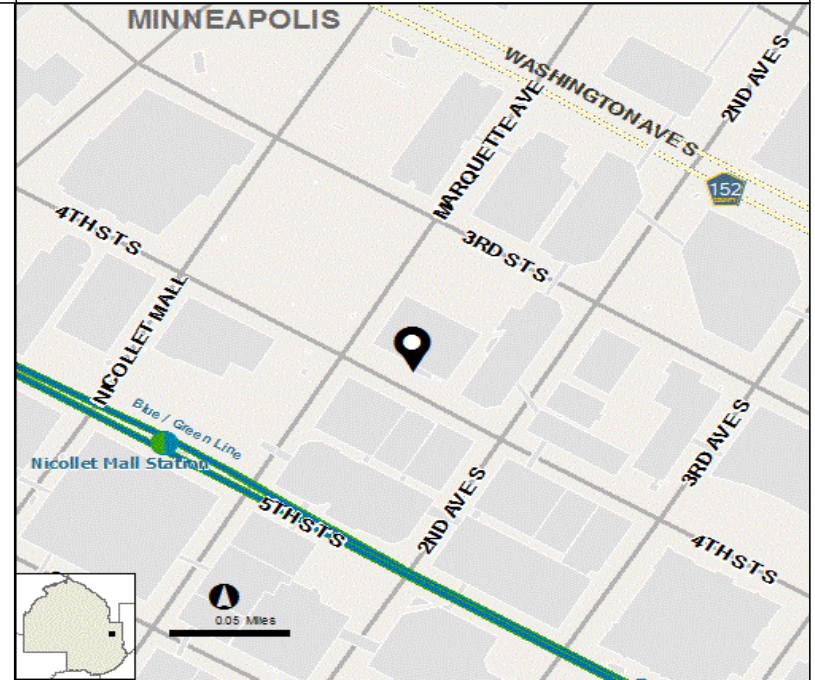 MINNEAPOLIS
WASHINGTON AVE S
2ND AVE S
MARQUETTE AVE
152
COUNTY
4TH ST S
3RD ST S
NICOLLET MALL
Blue / Green Line
Nicollet Mall Station
5TH ST S
2ND AVE S
3RD AVE S
4TH ST S
0.05 Miles